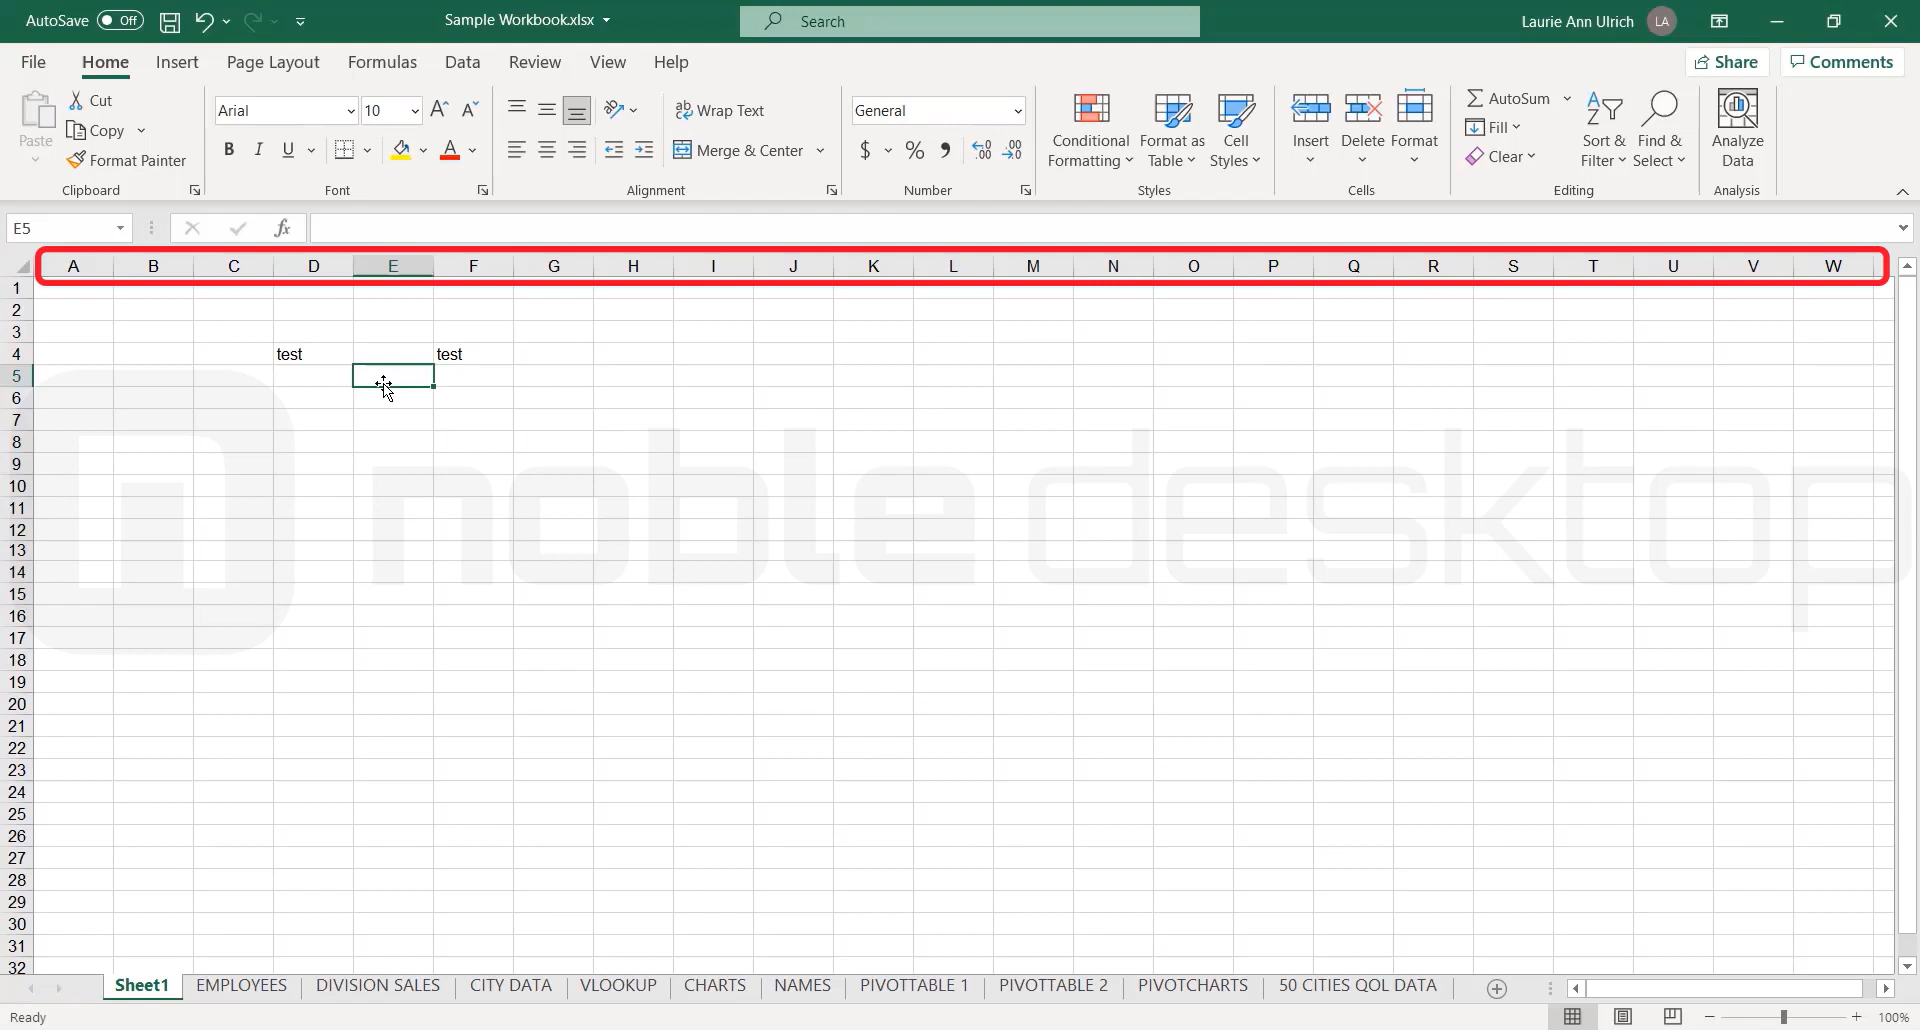 AutoSave Off Sample Workbook.xlsx Search Laurie Ann Ulrich LA
File Home Insert Page Layout Formulas Data Review View Help Share Comments
Paste
Cut
Copy
Format Painter
Clipboard
Arial 10
B I U A
Font
Wrap Text
Merge & Center
Alignment
General
$ % 9 .00 .00
Number
Conditional Formatting
Format as Table
Cell Styles
Styles
Insert Delete Format
Cells
AutoSum
Fill
Clear
Sort & Filter
Find & Select
Editing
Analyze Data
Analysis
E5 fx
A B C D E F G H I J K L M N O P Q R S T U V W
1
2
3
4 test test
5
6
7
8
9
10
11
12
13
14
15
16
17
18
19
20
21
22
23
24
25
26
27
28
29
30
31
32
noble desktop
Sheet1 EMPLOYEES DIVISION SALES CITY DATA VLOOKUP CHARTS NAMES PIVOTTABLE 1 PIVOTTABLE 2 PIVOTCHARTS 50 CITIES QOL DATA
Ready 100%